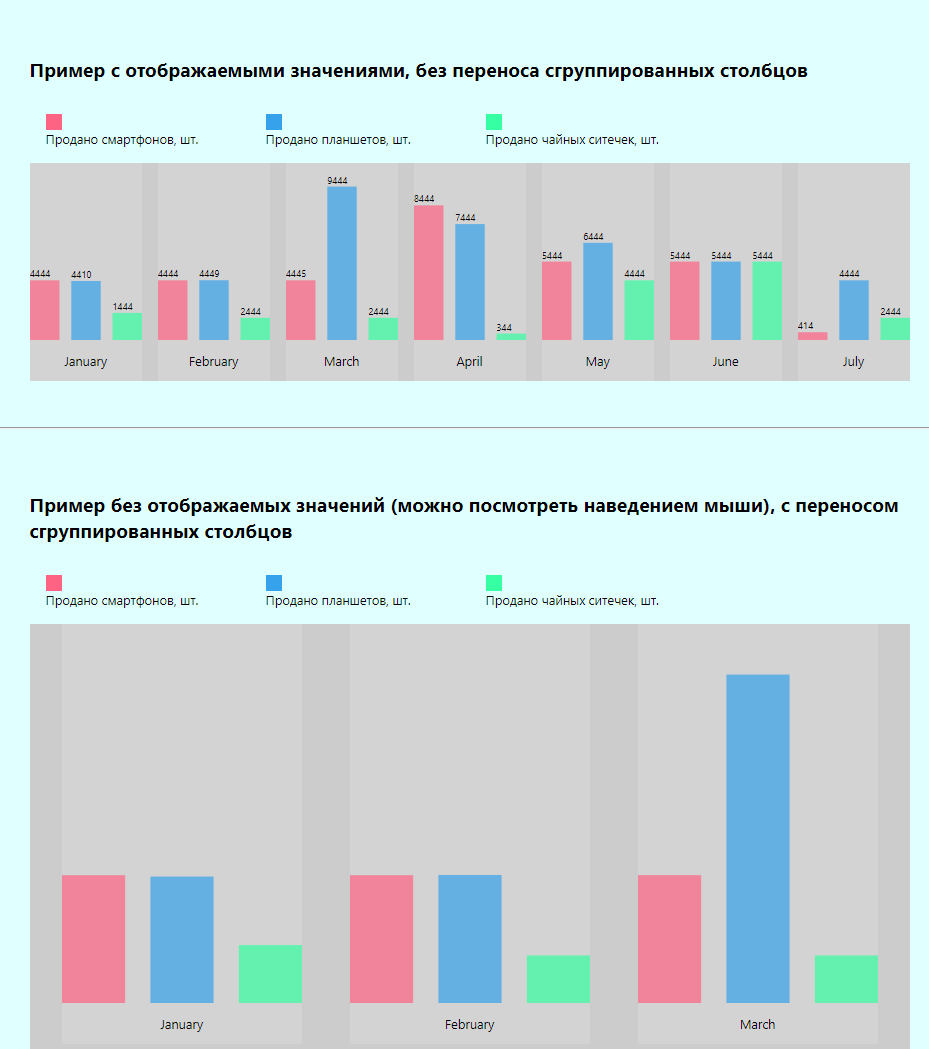 Пример с отображаемыми значениями, без переноса сгруппированных столбцов
Продано смартфонов, шт. Продано планшетов, шт. Продано чайных ситечек, шт.
4444 4410 1444 4444 4449 2444 4445 9444 2444 8444 7444 344 5444 6444 4444 5444 5444 5444 414 4444 2444
January February March April May June July
Пример без отображаемых значений (можно посмотреть наведением мыши), с переносом
сгруппированных столбцов
Продано смартфонов, шт. Продано планшетов, шт. Продано чайных ситечек, шт.
January February March